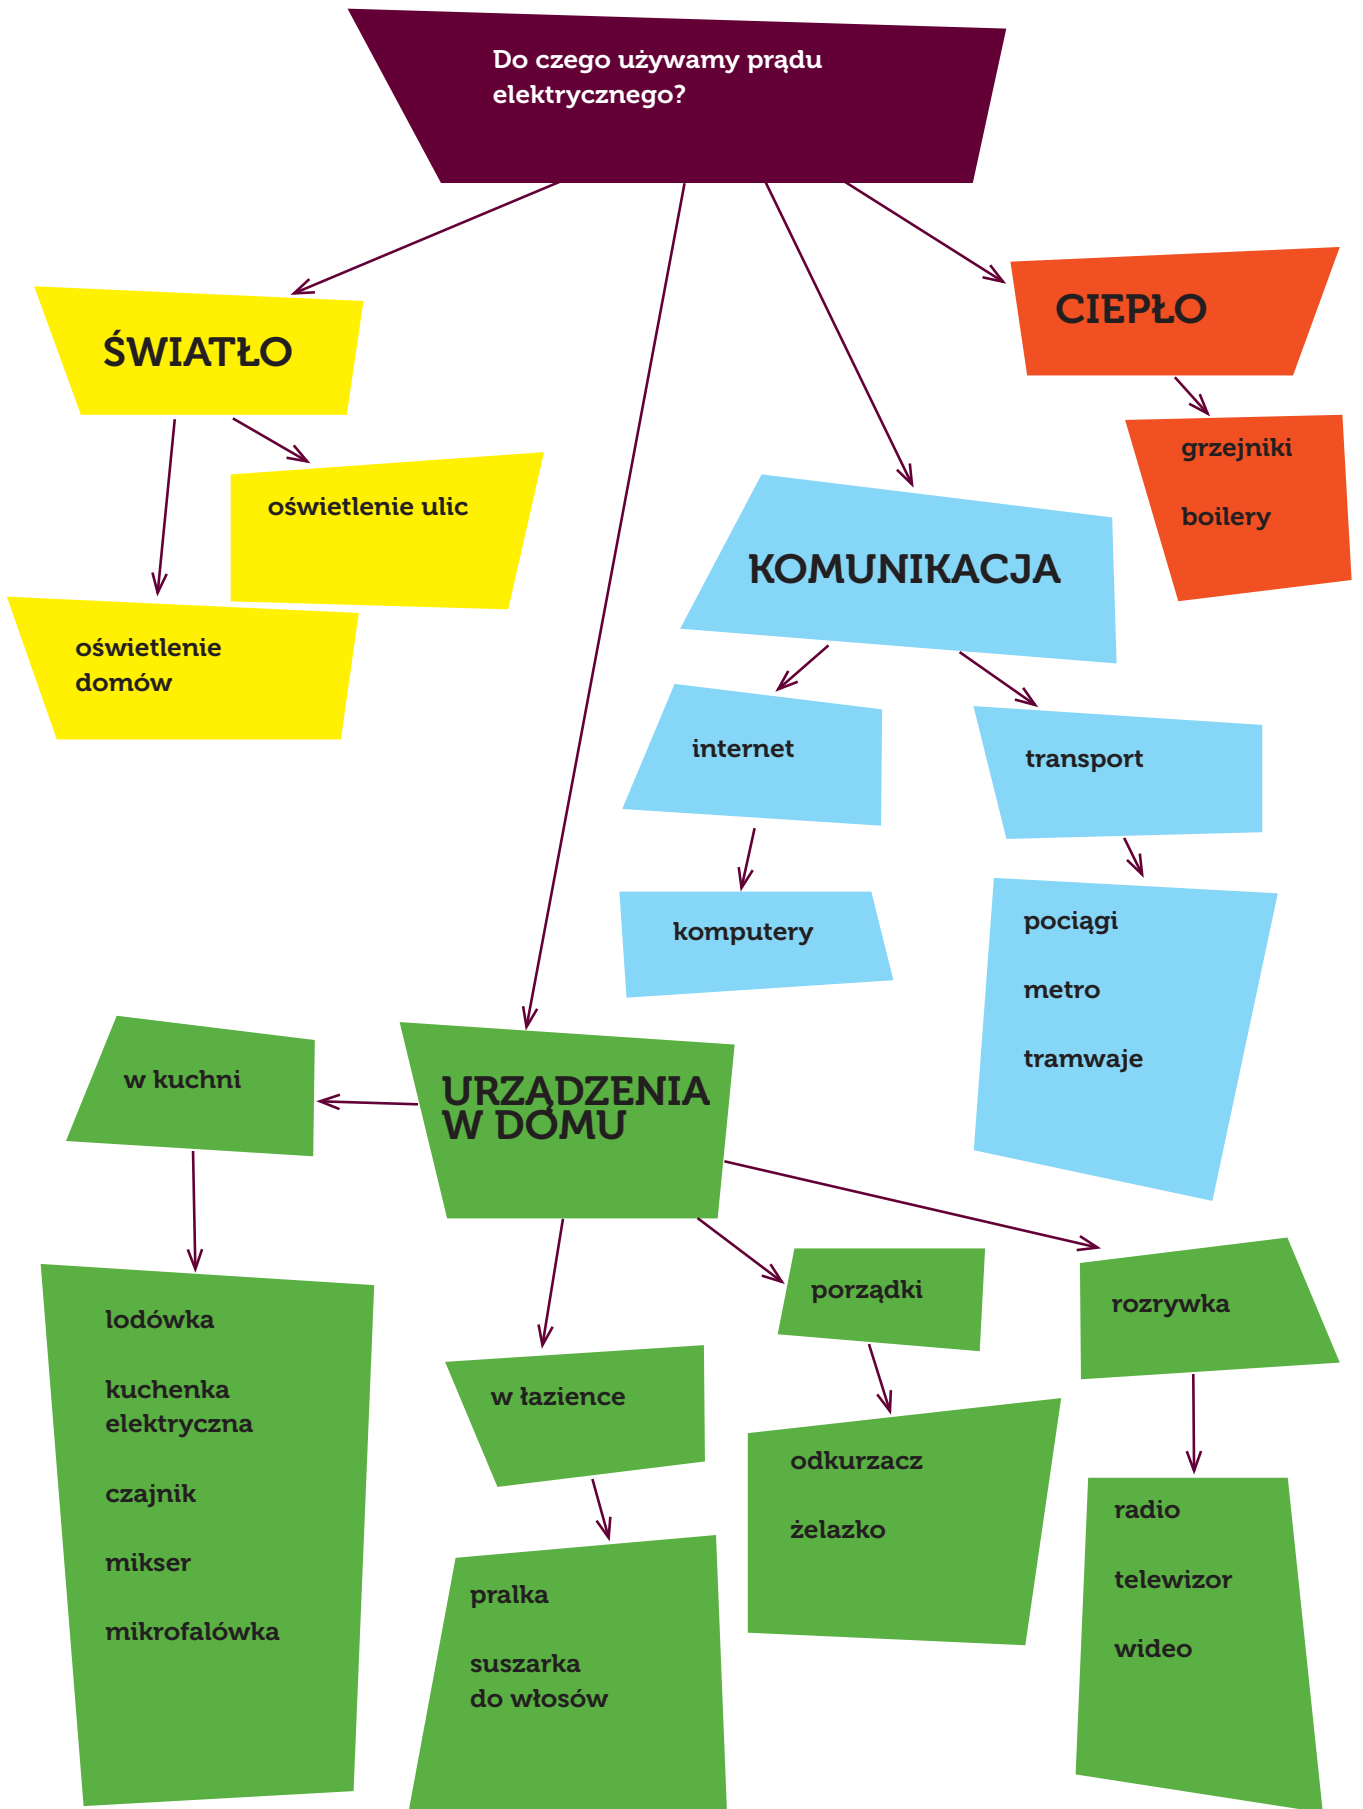 Do czego używamy prądu
elektrycznego?
ŚWIATŁO
oświetlenie ulic
oświetlenie
domów
CIEPŁO
grzejniki
boilery
KOMUNIKACJA
internet
transport
komputery
pociągi
metro
tramwaje
URZĄDZENIA
W DOMU
w kuchni
lodówka
kuchenka
elektryczna
czajnik
mikser
mikrofalówka
w łazience
pralka
suszarka
do włosów
porządki
odkurzacz
żelazko
rozrywka
radio
telewizor
wideo